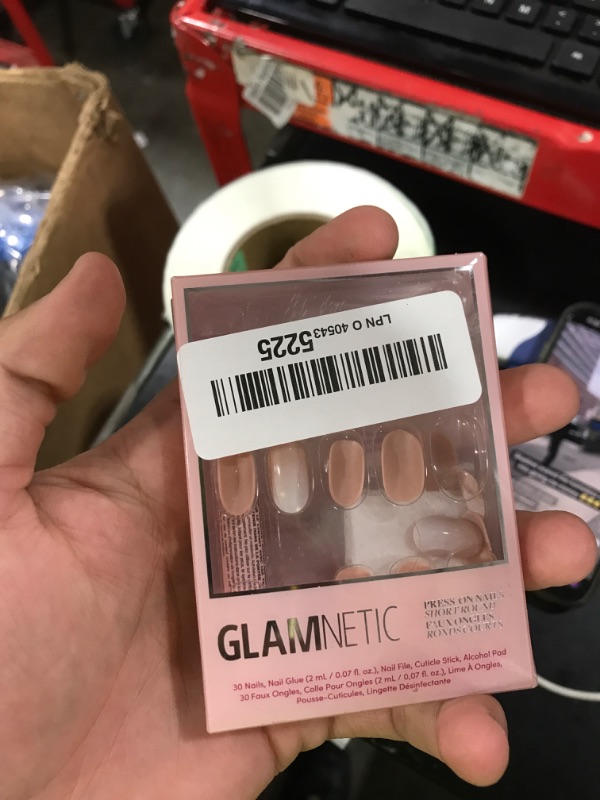 LPN O 405435225
GLAMNETIC
PRESS-ON NAILS
SHORT ROUND
FAUX ONGLES
RONDS COURTS
30 Nails, Nail Glue (2 mL / 0.07 fl. oz.), Nail File, Cuticle Stick, Alcohol Pad
30 Faux Ongles, Colle Pour Ongles (2 mL / 0,07 fl. oz.), Lime À Ongles,
Pousse-Cuticules, Lingette Désinfectante